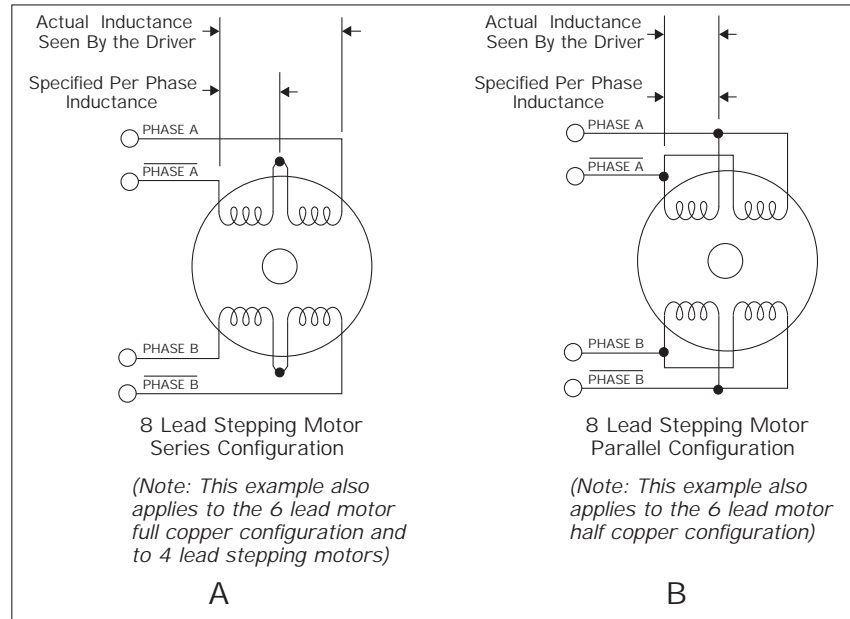 Actual Inductance
Seen By the Driver
Specified Per Phase
Inductance
PHASE A
PHASE A
PHASE B
PHASE B
8 Lead Stepping Motor
Series Configuration
(Note: This example also
applies to the 6 lead motor
full copper configuration and
to 4 lead stepping motors)
A
Actual Inductance
Seen By the Driver
Specified Per Phase
Inductance
PHASE A
PHASE A
PHASE B
PHASE B
8 Lead Stepping Motor
Parallel Configuration
(Note: This example also
applies to the 6 lead motor
half copper configuration)
B